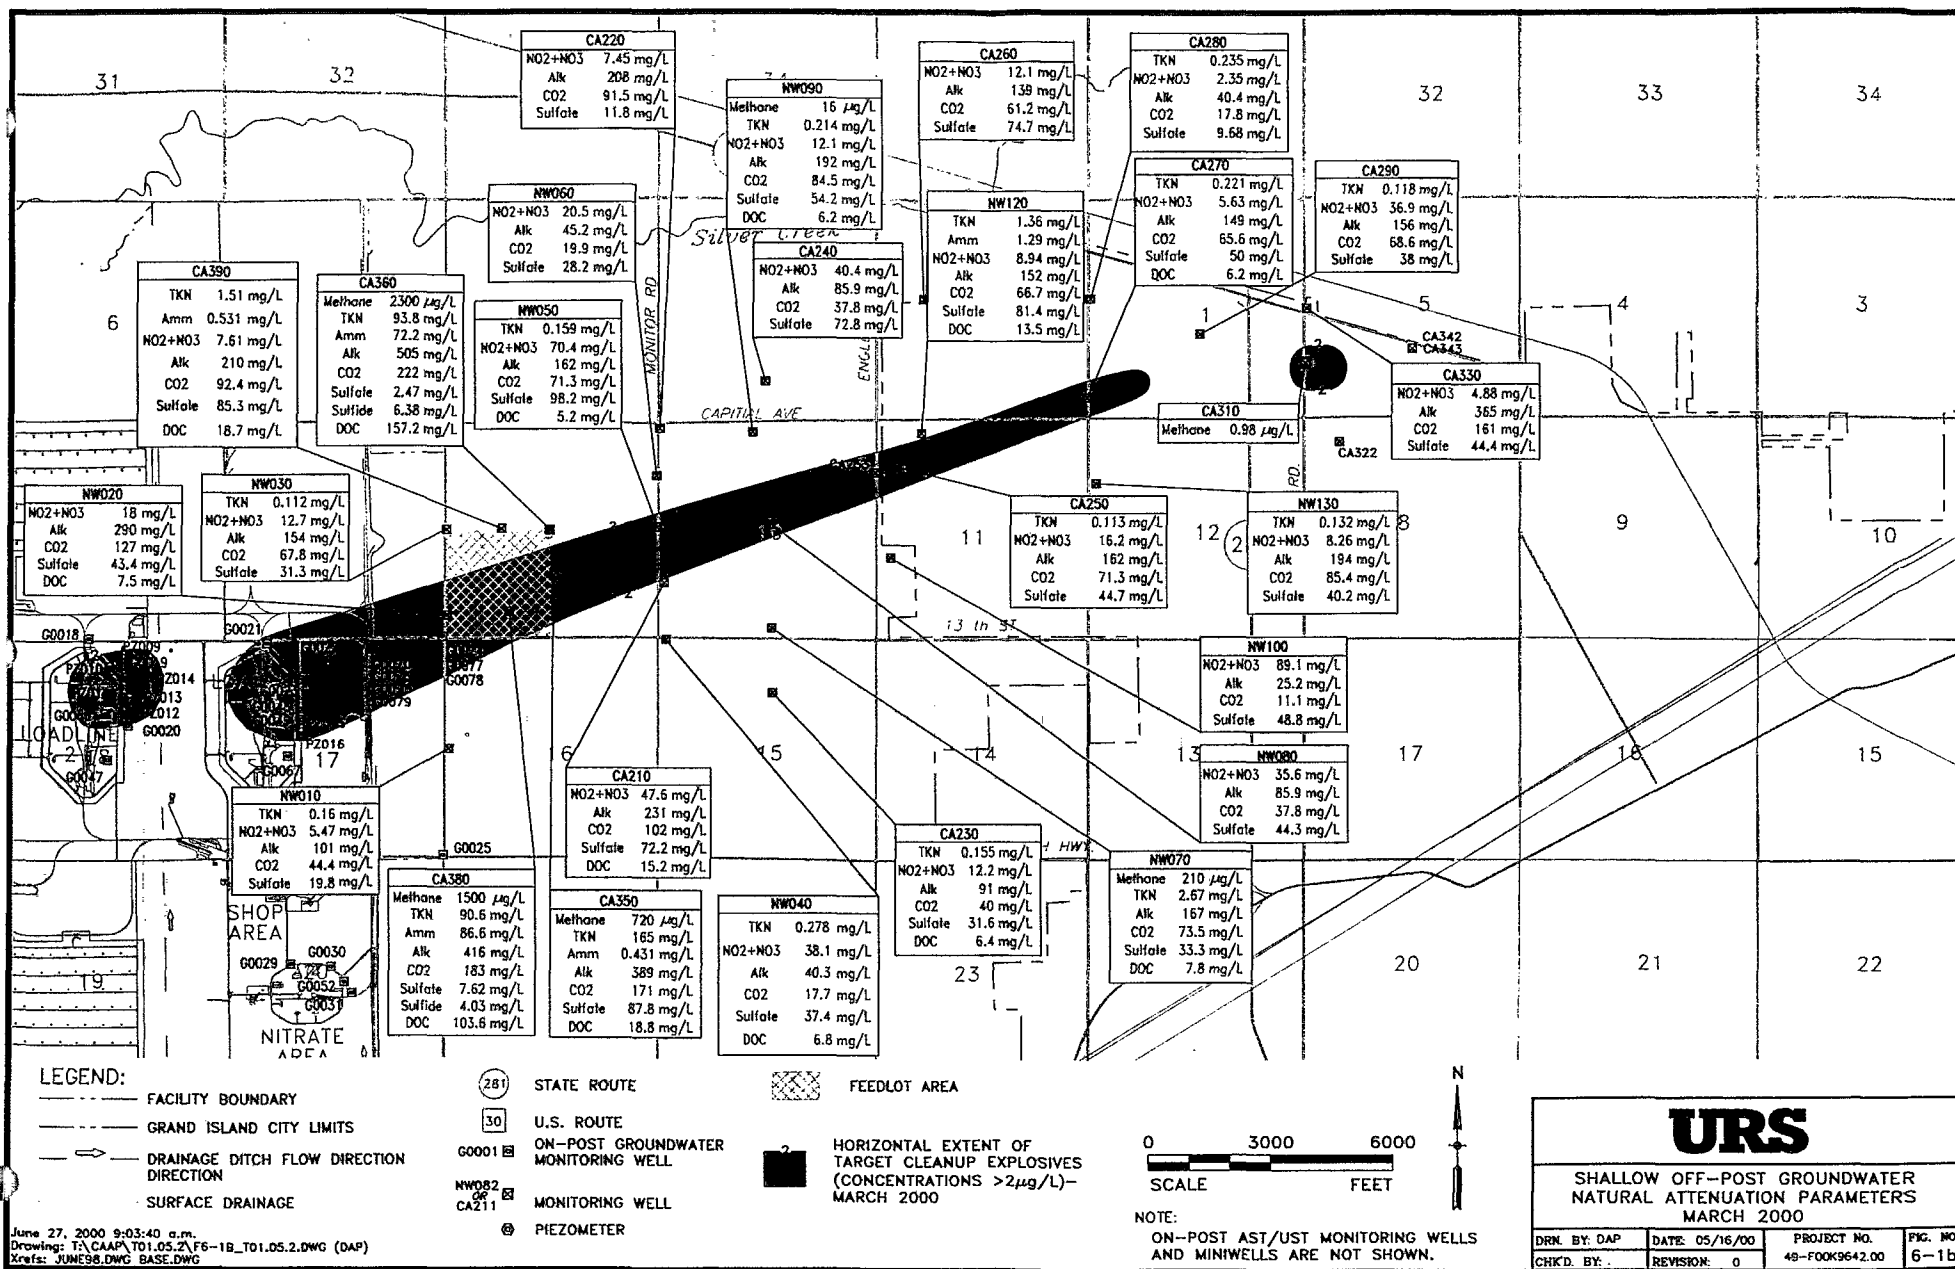 31
32
CA220
NO2+NO3 7.45 mg/L
Alk 208 mg/L
CO2 91.5 mg/L
Sulfate 11.8 mg/L
NW090
Methane 16 µg/L
TKN 0.214 mg/L
NO2+NO3 12.1 mg/L
Alk 192 mg/L
CO2 84.5 mg/L
Sulfate 54.2 mg/L
DOC 6.2 mg/L
CA260
NO2+NO3 12.1 mg/L
Alk 139 mg/L
CO2 61.2 mg/L
Sulfate 74.7 mg/L
CA280
TKN 0.235 mg/L
NO2+NO3 2.35 mg/L
Alk 40.4 mg/L
CO2 17.8 mg/L
Sulfate 9.68 mg/L
32
33
34
NW060
NO2+NO3 20.5 mg/L
Alk 45.2 mg/L
CO2 19.9 mg/L
Sulfate 28.2 mg/L
Silver Creek
CA240
NO2+NO3 40.4 mg/L
Alk 85.9 mg/L
CO2 37.8 mg/L
Sulfate 72.8 mg/L
NW120
TKN 1.36 mg/L
Amm 1.29 mg/L
NO2+NO3 8.94 mg/L
Alk 152 mg/L
CO2 66.7 mg/L
Sulfate 81.4 mg/L
DOC 13.5 mg/L
CA270
TKN 0.221 mg/L
NO2+NO3 5.63 mg/L
Alk 149 mg/L
CO2 65.6 mg/L
Sulfate 50 mg/L
DOC 6.2 mg/L
CA290
TKN 0.118 mg/L
NO2+NO3 36.9 mg/L
Alk 156 mg/L
CO2 68.6 mg/L
Sulfate 38 mg/L
6
CA390
TKN 1.51 mg/L
Amm 0.531 mg/L
NO2+NO3 7.61 mg/L
Alk 210 mg/L
CO2 92.4 mg/L
Sulfate 85.3 mg/L
DOC 18.7 mg/L
CA360
Methane 2300 µg/L
TKN 93.8 mg/L
Amm 72.2 mg/L
Alk 505 mg/L
CO2 222 mg/L
Sulfate 2.47 mg/L
Sulfide 6.38 mg/L
DOC 157.2 mg/L
NW050
TKN 0.159 mg/L
NO2+NO3 70.4 mg/L
Alk 162 mg/L
CO2 71.3 mg/L
Sulfate 98.2 mg/L
DOC 5.2 mg/L
MONITOR RD
CAPITIAL AVE
1
5
4
3
CA342
CA343
2
2
CA330
NO2+NO3 4.88 mg/L
Alk 365 mg/L
CO2 161 mg/L
Sulfate 44.4 mg/L
CA310
Methane 0.98 µg/L
CA322
RD.
NW020
NO2+NO3 18 mg/L
Alk 290 mg/L
CO2 127 mg/L
Sulfate 43.4 mg/L
DOC 7.5 mg/L
NW030
TKN 0.112 mg/L
NO2+NO3 12.7 mg/L
Alk 154 mg/L
CO2 67.8 mg/L
Sulfate 31.3 mg/L
11
CA250
TKN 0.113 mg/L
NO2+NO3 16.2 mg/L
Alk 162 mg/L
CO2 71.3 mg/L
Sulfate 44.7 mg/L
12
2
NW130
TKN 0.132 mg/L
NO2+NO3 8.26 mg/L
Alk 194 mg/L
CO2 85.4 mg/L
Sulfate 40.2 mg/L
8
9
10
13 th ST
G0018
G0021
G0078
G0020
LOADLINE
G0047
PZ016
G0067
17
16
15
14
13
17
16
15
NW100
NO2+NO3 89.1 mg/L
Alk 25.2 mg/L
CO2 11.1 mg/L
Sulfate 48.8 mg/L
NW080
NO2+NO3 35.6 mg/L
Alk 85.9 mg/L
CO2 37.8 mg/L
Sulfate 44.3 mg/L
NW010
TKN 0.16 mg/L
NO2+NO3 5.47 mg/L
Alk 101 mg/L
CO2 44.4 mg/L
Sulfate 19.8 mg/L
G0025
CA210
NO2+NO3 47.6 mg/L
Alk 231 mg/L
CO2 102 mg/L
Sulfate 72.2 mg/L
DOC 15.2 mg/L
CA230
TKN 0.155 mg/L
NO2+NO3 12.2 mg/L
Alk 91 mg/L
CO2 40 mg/L
Sulfate 31.6 mg/L
DOC 6.4 mg/L
HWY.
NW070
Methane 210 µg/L
TKN 2.67 mg/L
Alk 167 mg/L
CO2 73.5 mg/L
Sulfate 33.3 mg/L
DOC 7.8 mg/L
CA380
Methane 1500 µg/L
TKN 90.6 mg/L
Amm 86.6 mg/L
Alk 416 mg/L
CO2 183 mg/L
Sulfate 7.62 mg/L
Sulfide 4.03 mg/L
DOC 103.6 mg/L
CA350
Methane 720 µg/L
TKN 165 mg/L
Amm 0.431 mg/L
Alk 389 mg/L
CO2 171 mg/L
Sulfate 87.8 mg/L
DOC 18.8 mg/L
NW040
TKN 0.278 mg/L
NO2+NO3 38.1 mg/L
Alk 40.3 mg/L
CO2 17.7 mg/L
Sulfate 37.4 mg/L
DOC 6.8 mg/L
SHOP
AREA
G0029
G0030
G0052
G0031
NITRATE
AREA
19
23
20
21
22
LEGEND:
FACILITY BOUNDARY
GRAND ISLAND CITY LIMITS
DRAINAGE DITCH FLOW DIRECTION
DIRECTION
SURFACE DRAINAGE
281 STATE ROUTE
30 U.S. ROUTE
G0001 ON-POST GROUNDWATER
MONITORING WELL
NW082
OR
CA211
MONITORING WELL
PIEZOMETER
FEEDLOT AREA
2
HORIZONTAL EXTENT OF
TARGET CLEANUP EXPLOSIVES
(CONCENTRATIONS >2µg/L)-
MARCH 2000
0 3000 6000
SCALE FEET
N
NOTE:
ON-POST AST/UST MONITORING WELLS
AND MINIWELLS ARE NOT SHOWN.
URS
SHALLOW OFF-POST GROUNDWATER
NATURAL ATTENUATION PARAMETERS
MARCH 2000
DRN. BY: DAP DATE: 05/16/00 PROJECT NO. FIG. NO
CHK'D. BY: . REVISION: 0 49-F00K9642.00 6-1b
June 27, 2000 9:03:40 a.m.
Drawing: T:\CAAP\T01.05.2\F6-1B_T01.05.2.DWG (DAP)
Xrefs: JUNE98.DWG BASE.DWG